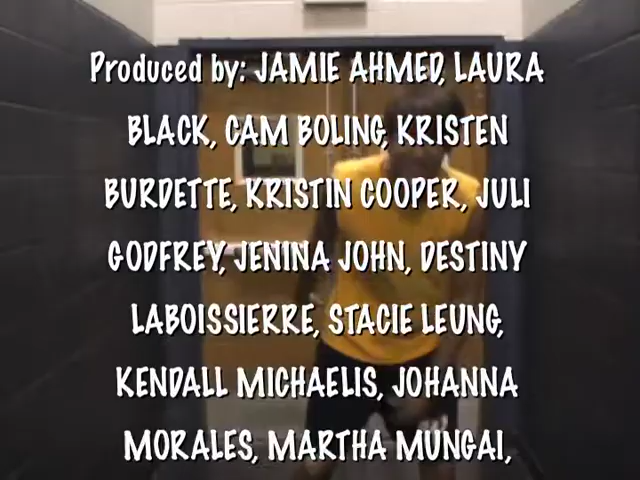 Produced by: JAMIE AHMED, LAURA
BLACK, CAM BOLING, KRISTEN
BURDETTE, KRISTIN COOPER, JULI
GODFREY, JENINA JOHN, DESTINY
LABOISSIERRE, STACIE LEUNG,
KENDALL MICHAELIS, JOHANNA
MORALES, MARTHA MUNGAI,